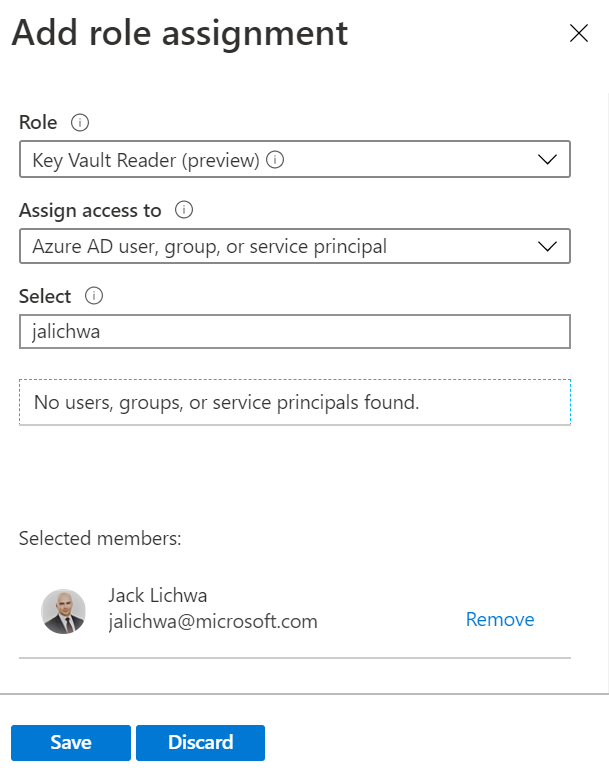 Add role assignment
Role
Key Vault Reader (preview)
Assign access to
Azure AD user, group, or service principal
Select
jalichwa
No users, groups, or service principals found.
Selected members:
Jack Lichwa
jalichwa@microsoft.com
Remove
Save Discard